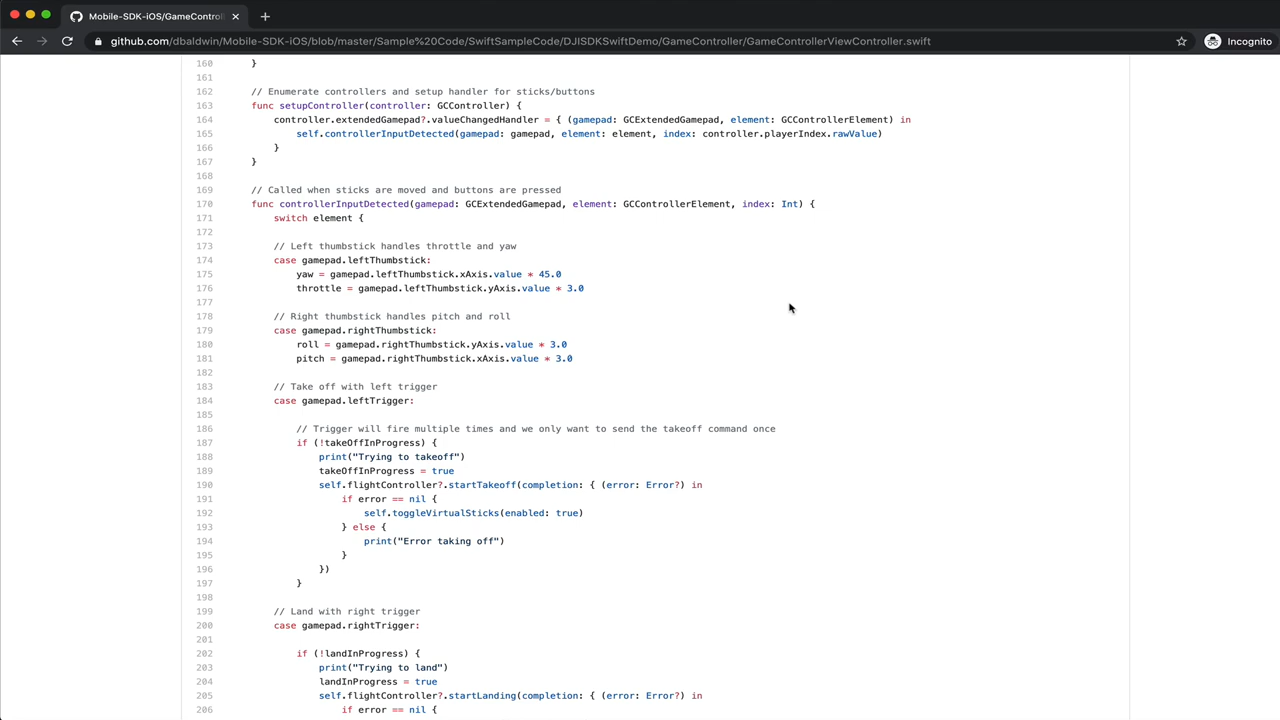 Mobile-SDK-iOS/GameControl
github.com/dbaldwin/Mobile-SDK-iOS/blob/master/Sample%20Code/SwiftSampleCode/DJISDKSwiftDemo/GameController/GameControllerViewController.swift
Incognito
160 }
161
162 // Enumerate controllers and setup handler for sticks/buttons
163 func setupController(controller: GCController) {
164 controller.extendedGamepad?.valueChangedHandler = { (gamepad: GCExtendedGamepad, element: GCControllerElement) in
165 self.controllerInputDetected(gamepad: gamepad, element: element, index: controller.playerIndex.rawValue)
166 }
167 }
168
169 // Called when sticks are moved and buttons are pressed
170 func controllerInputDetected(gamepad: GCExtendedGamepad, element: GCControllerElement, index: Int) {
171 switch element {
172
173 // Left thumbstick handles throttle and yaw
174 case gamepad.leftThumbstick:
175 yaw = gamepad.leftThumbstick.xAxis.value * 45.0
176 throttle = gamepad.leftThumbstick.yAxis.value * 3.0
177
178 // Right thumbstick handles pitch and roll
179 case gamepad.rightThumbstick:
180 roll = gamepad.rightThumbstick.yAxis.value * 3.0
181 pitch = gamepad.rightThumbstick.xAxis.value * 3.0
182
183 // Take off with left trigger
184 case gamepad.leftTrigger:
185
186 // Trigger will fire multiple times and we only want to send the takeoff command once
187 if (!takeOffInProgress) {
188 print("Trying to takeoff")
189 takeOffInProgress = true
190 self.flightController?.startTakeoff(completion: { (error: Error?) in
191 if error == nil {
192 self.toggleVirtualSticks(enabled: true)
193 } else {
194 print("Error taking off")
195 }
196 })
197 }
198
199 // Land with right trigger
200 case gamepad.rightTrigger:
201
202 if (!landInProgress) {
203 print("Trying to land")
204 landInProgress = true
205 self.flightController?.startLanding(completion: { (error: Error?) in
206 if error == nil {